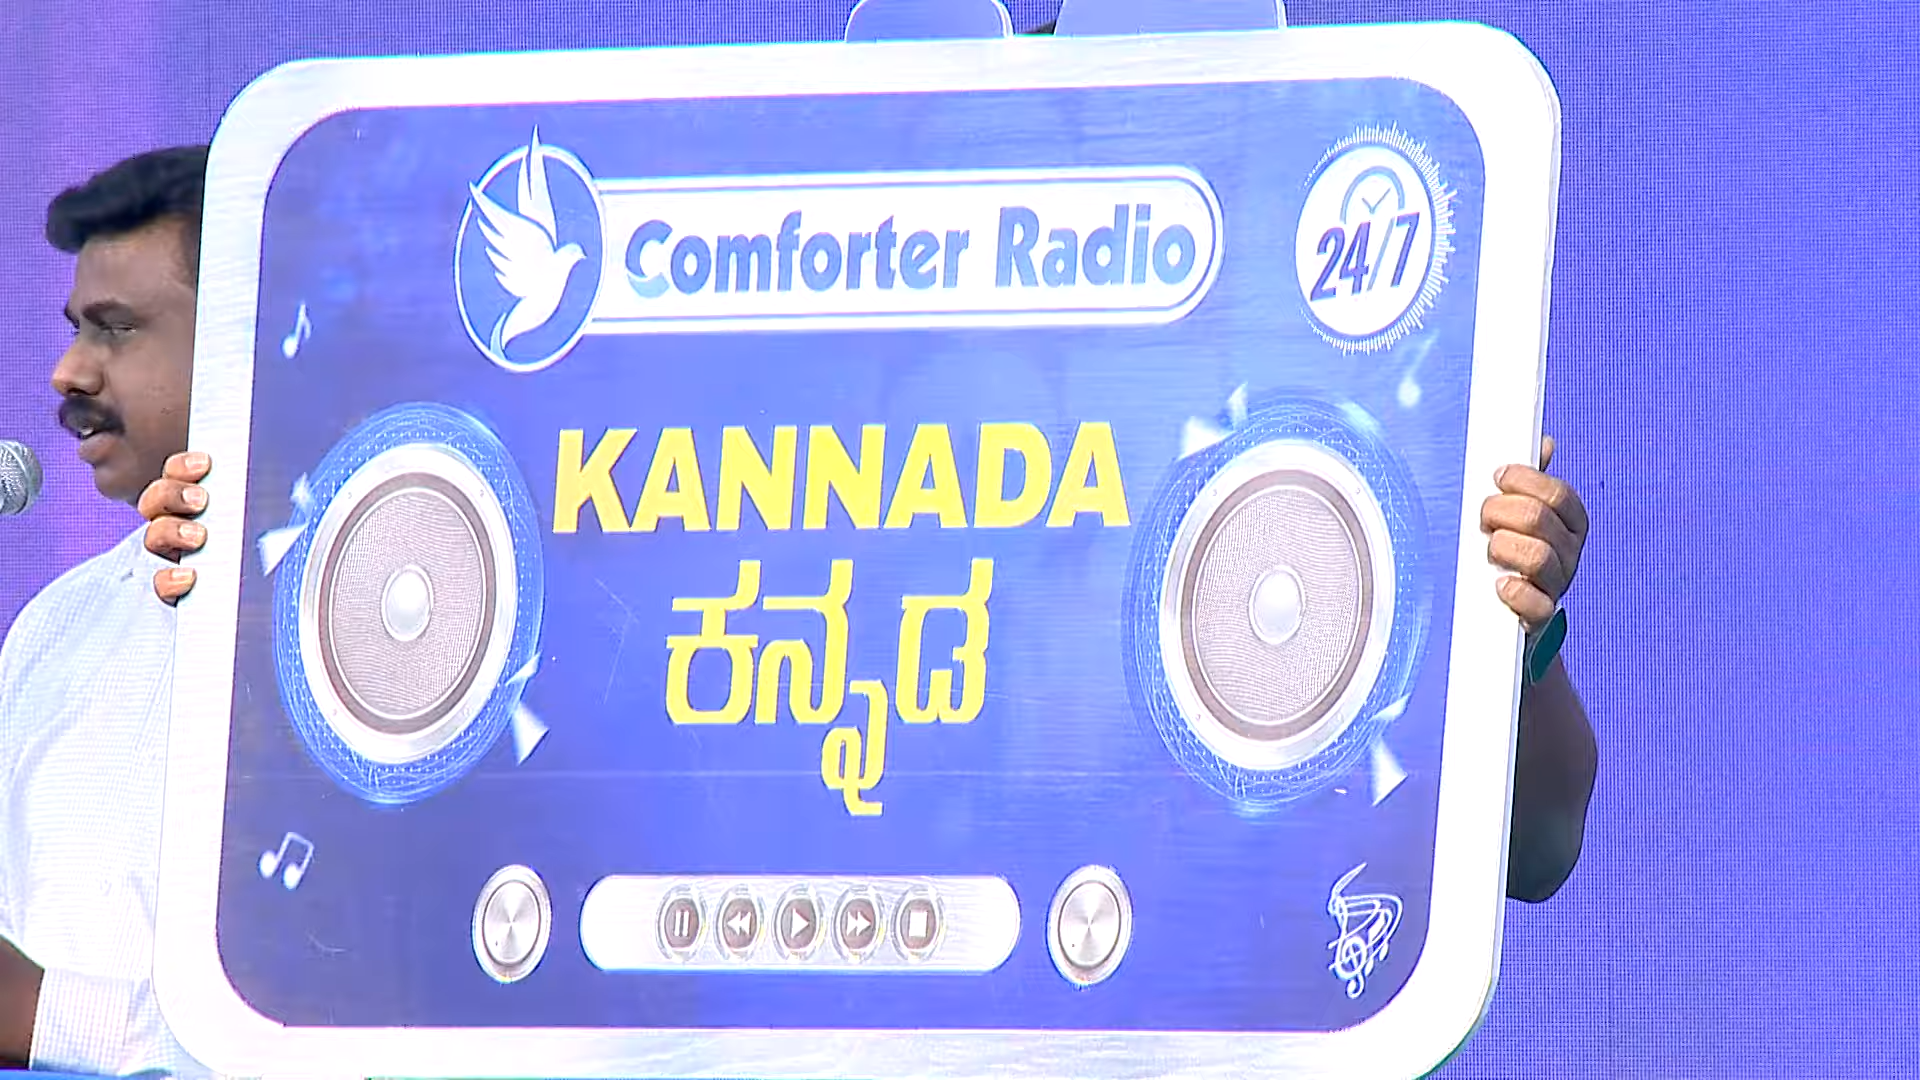 Comforter Radio
24/7
KANNADA
ಕನ್ನಡ